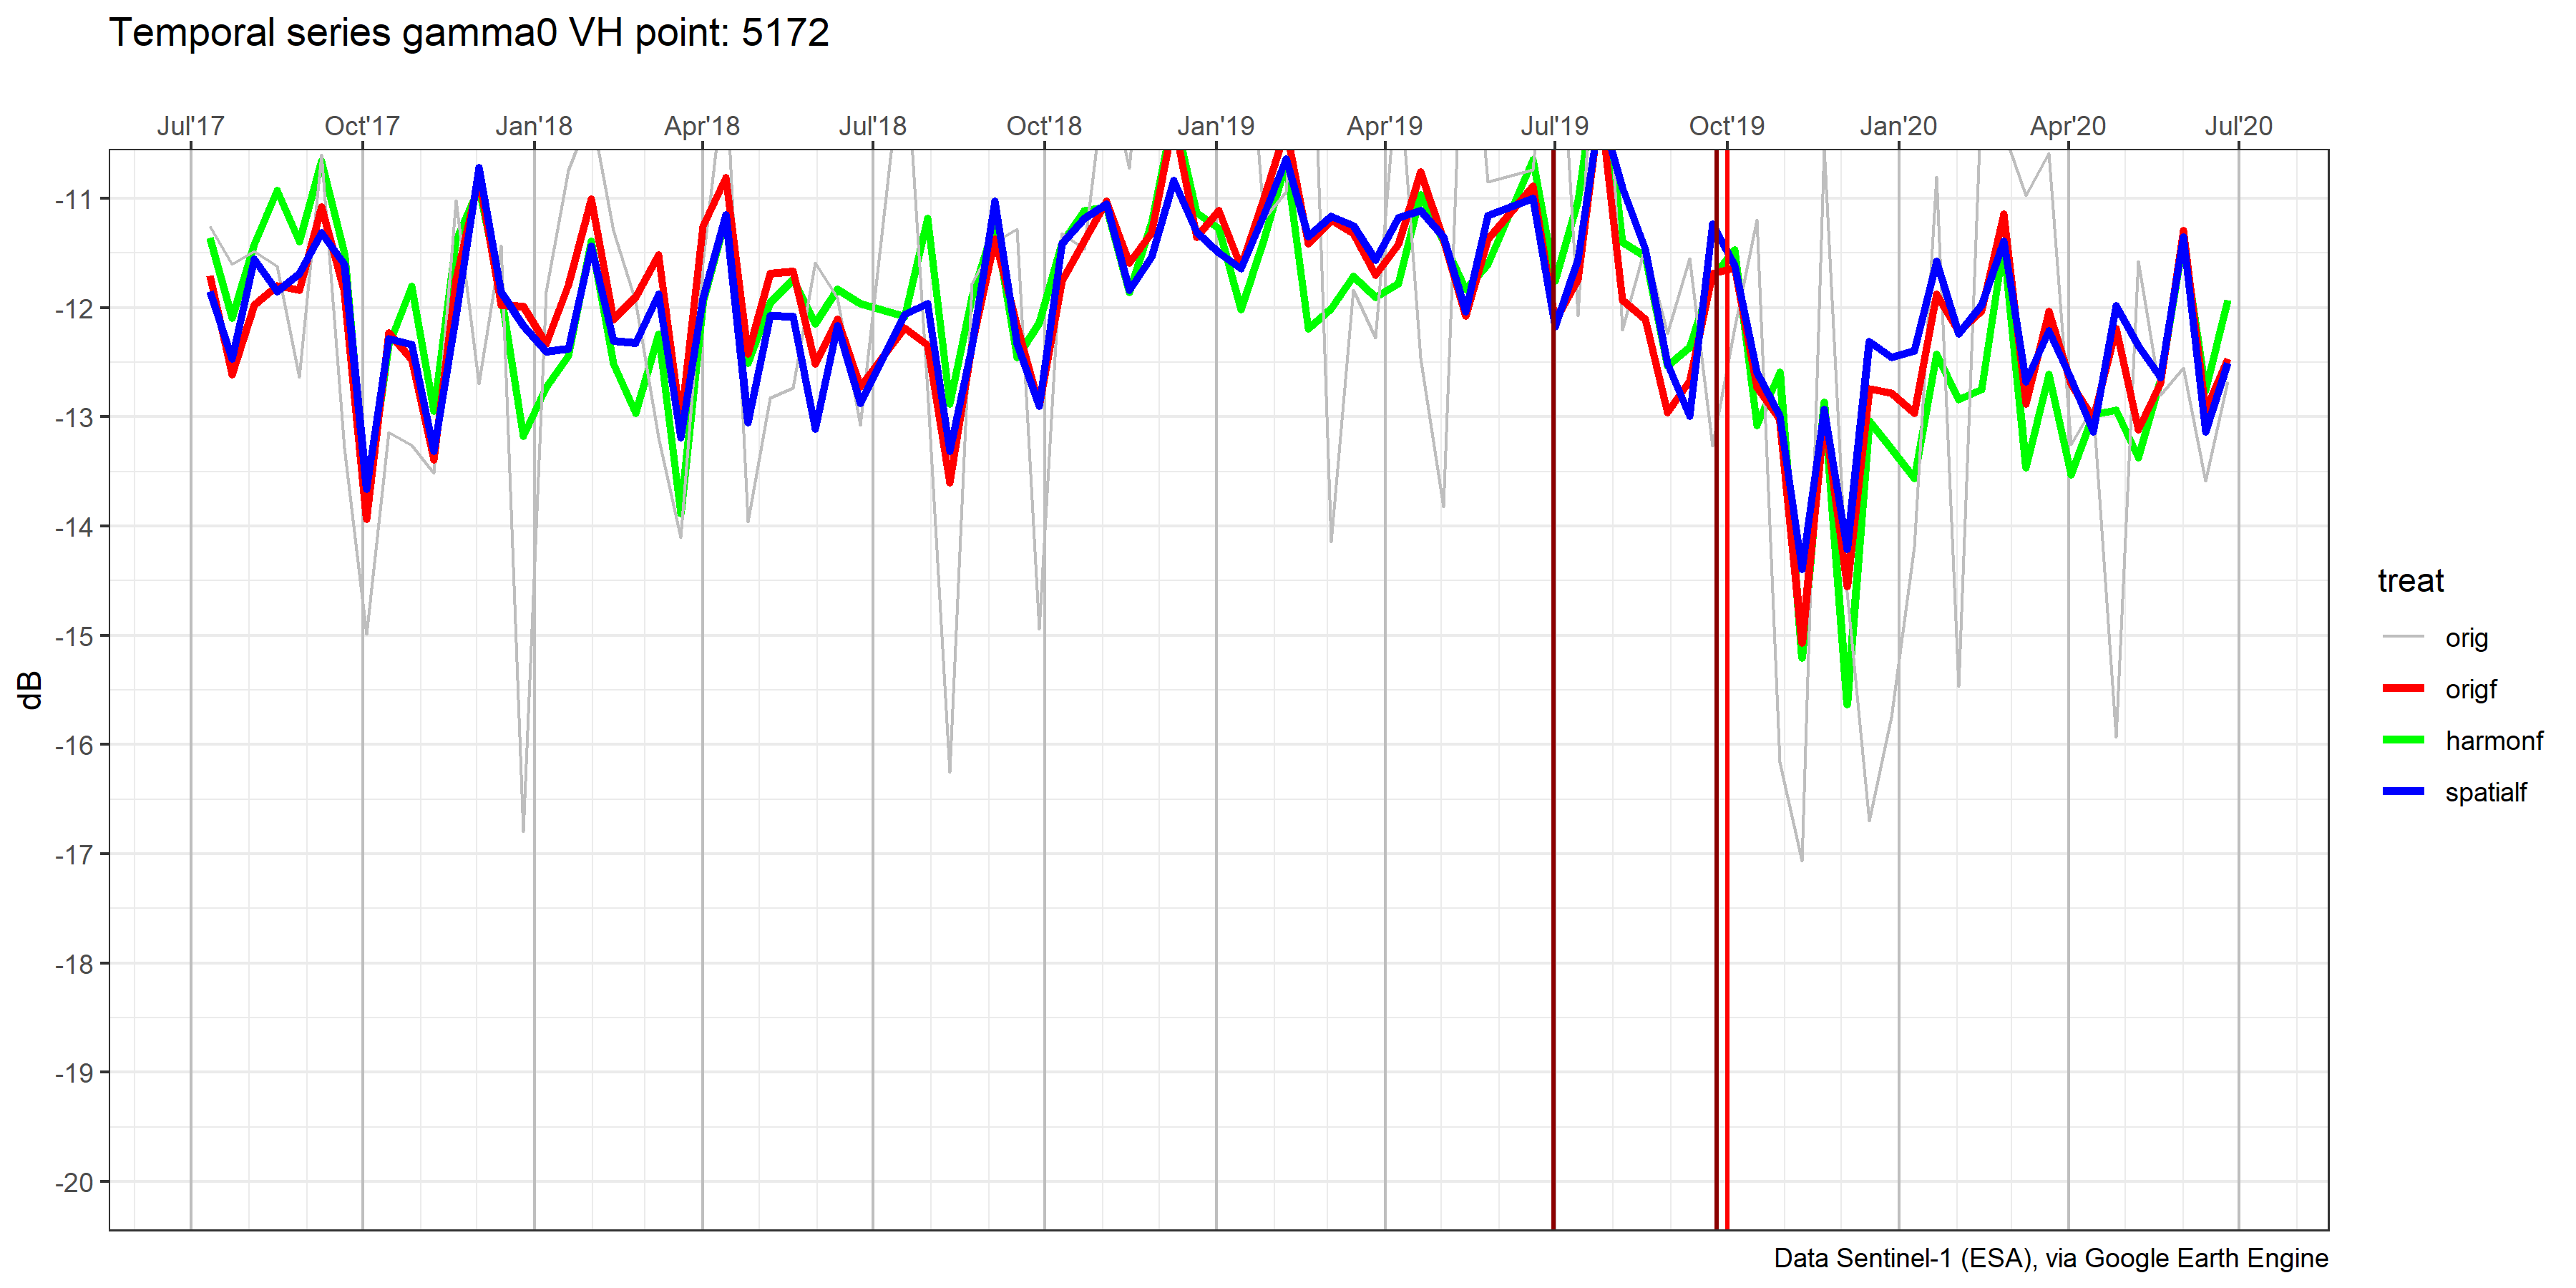 Temporal series gamma0 VH point: 5172
Jul'17 Oct'17 Jan'18 Apr'18 Jul'18 Oct'18 Jan'19 Apr'19 Jul'19 Oct'19 Jan'20 Apr'20 Jul'20
-11
-12
-13
-14
-15
-16
-17
-18
-19
-20
dB
treat
orig
origf
harmonf
spatialf
Data Sentinel-1 (ESA), via Google Earth Engine